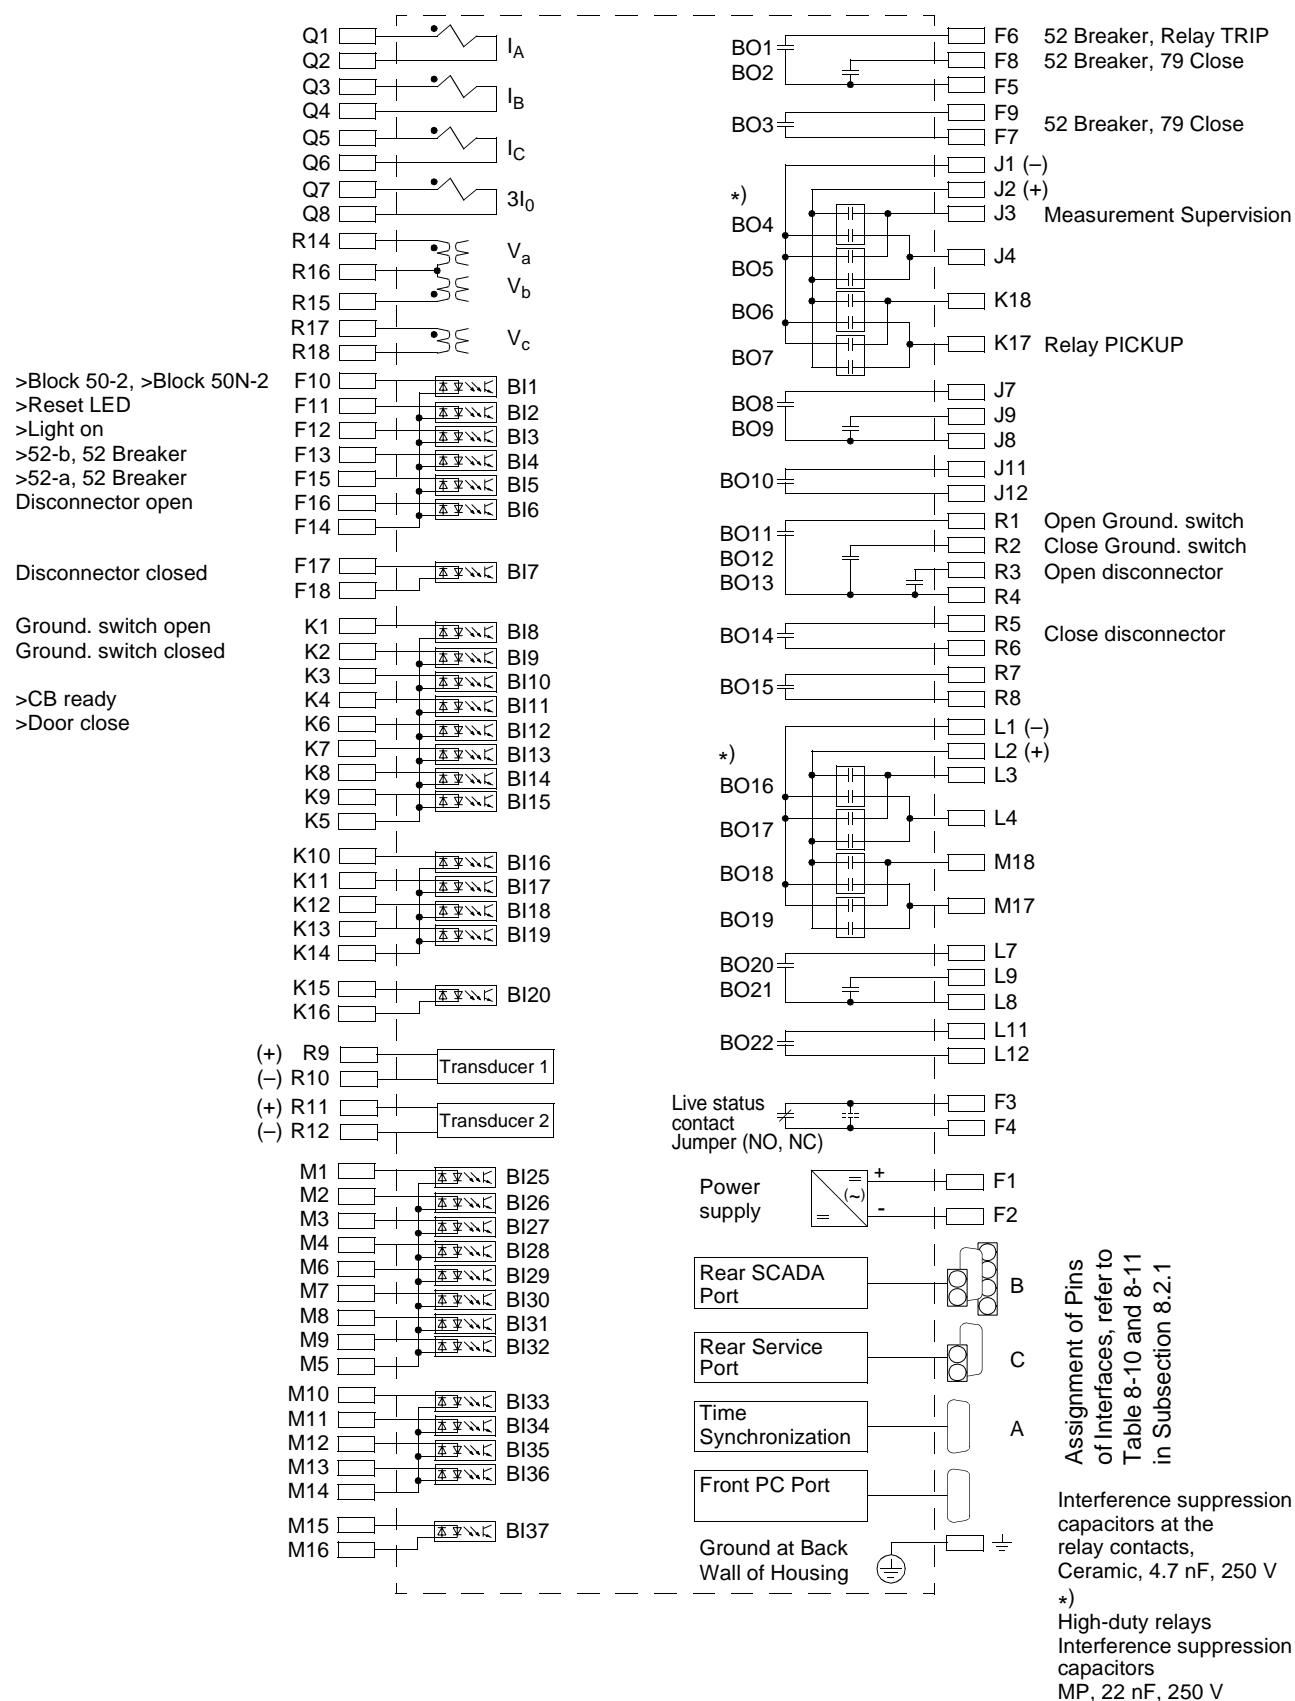 Q1
Q2
I_A
Q3
Q4
I_B
Q5
Q6
I_C
Q7
Q8
3I_0
R14
R16
V_a
R15
V_b
R17
R18
V_c
>Block 50-2, >Block 50N-2 F10 BI1
>Reset LED F11 BI2
>Light on F12 BI3
>52-b, 52 Breaker F13 BI4
>52-a, 52 Breaker F15 BI5
Disconnector open F16 BI6
F14
Disconnector closed F17 BI7
F18
Ground. switch open K1 BI8
Ground. switch closed K2 BI9
K3 BI10
>CB ready K4 BI11
>Door close K6 BI12
K7 BI13
K8 BI14
K9 BI15
K5
K10 BI16
K11 BI17
K12 BI18
K13 BI19
K14
K15 BI20
K16
(+) R9
(–) R10
Transducer 1
(+) R11
(–) R12
Transducer 2
M1 BI25
M2 BI26
M3 BI27
M4 BI28
M6 BI29
M7 BI30
M8 BI31
M9 BI32
M5
M10 BI33
M11 BI34
M12 BI35
M13 BI36
M14
M15 BI37
M16
BO1 F6 52 Breaker, Relay TRIP
BO2 F8 52 Breaker, 79 Close
F5
BO3 F9
F7
52 Breaker, 79 Close
J1 (–)
*) J2 (+)
BO4 J3 Measurement Supervision
BO5 J4
BO6 K18
BO7 K17 Relay PICKUP
BO8 J7
BO9 J9
J8
BO10 J11
J12
BO11 R1 Open Ground. switch
BO12 R2 Close Ground. switch
BO13 R3 Open disconnector
R4
BO14 R5
R6
Close disconnector
BO15 R7
R8
L1 (–)
*) L2 (+)
BO16 L3
BO17 L4
BO18 M18
BO19 M17
BO20 L7
BO21 L9
L8
BO22 L11
L12
Live status
contact
Jumper (NO, NC)
F3
F4
Power
supply
(~)
+ F1
- F2
Rear SCADA
Port
B
Rear Service
Port
C
Time
Synchronization
A
Front PC Port
Ground at Back
Wall of Housing
Assignment of Pins
of Interfaces, refer to
Table 8-10 and 8-11
in Subsection 8.2.1
Interference suppression
capacitors at the
relay contacts,
Ceramic, 4.7 nF, 250 V
*)
High-duty relays
Interference suppression
capacitors
MP, 22 nF, 250 V